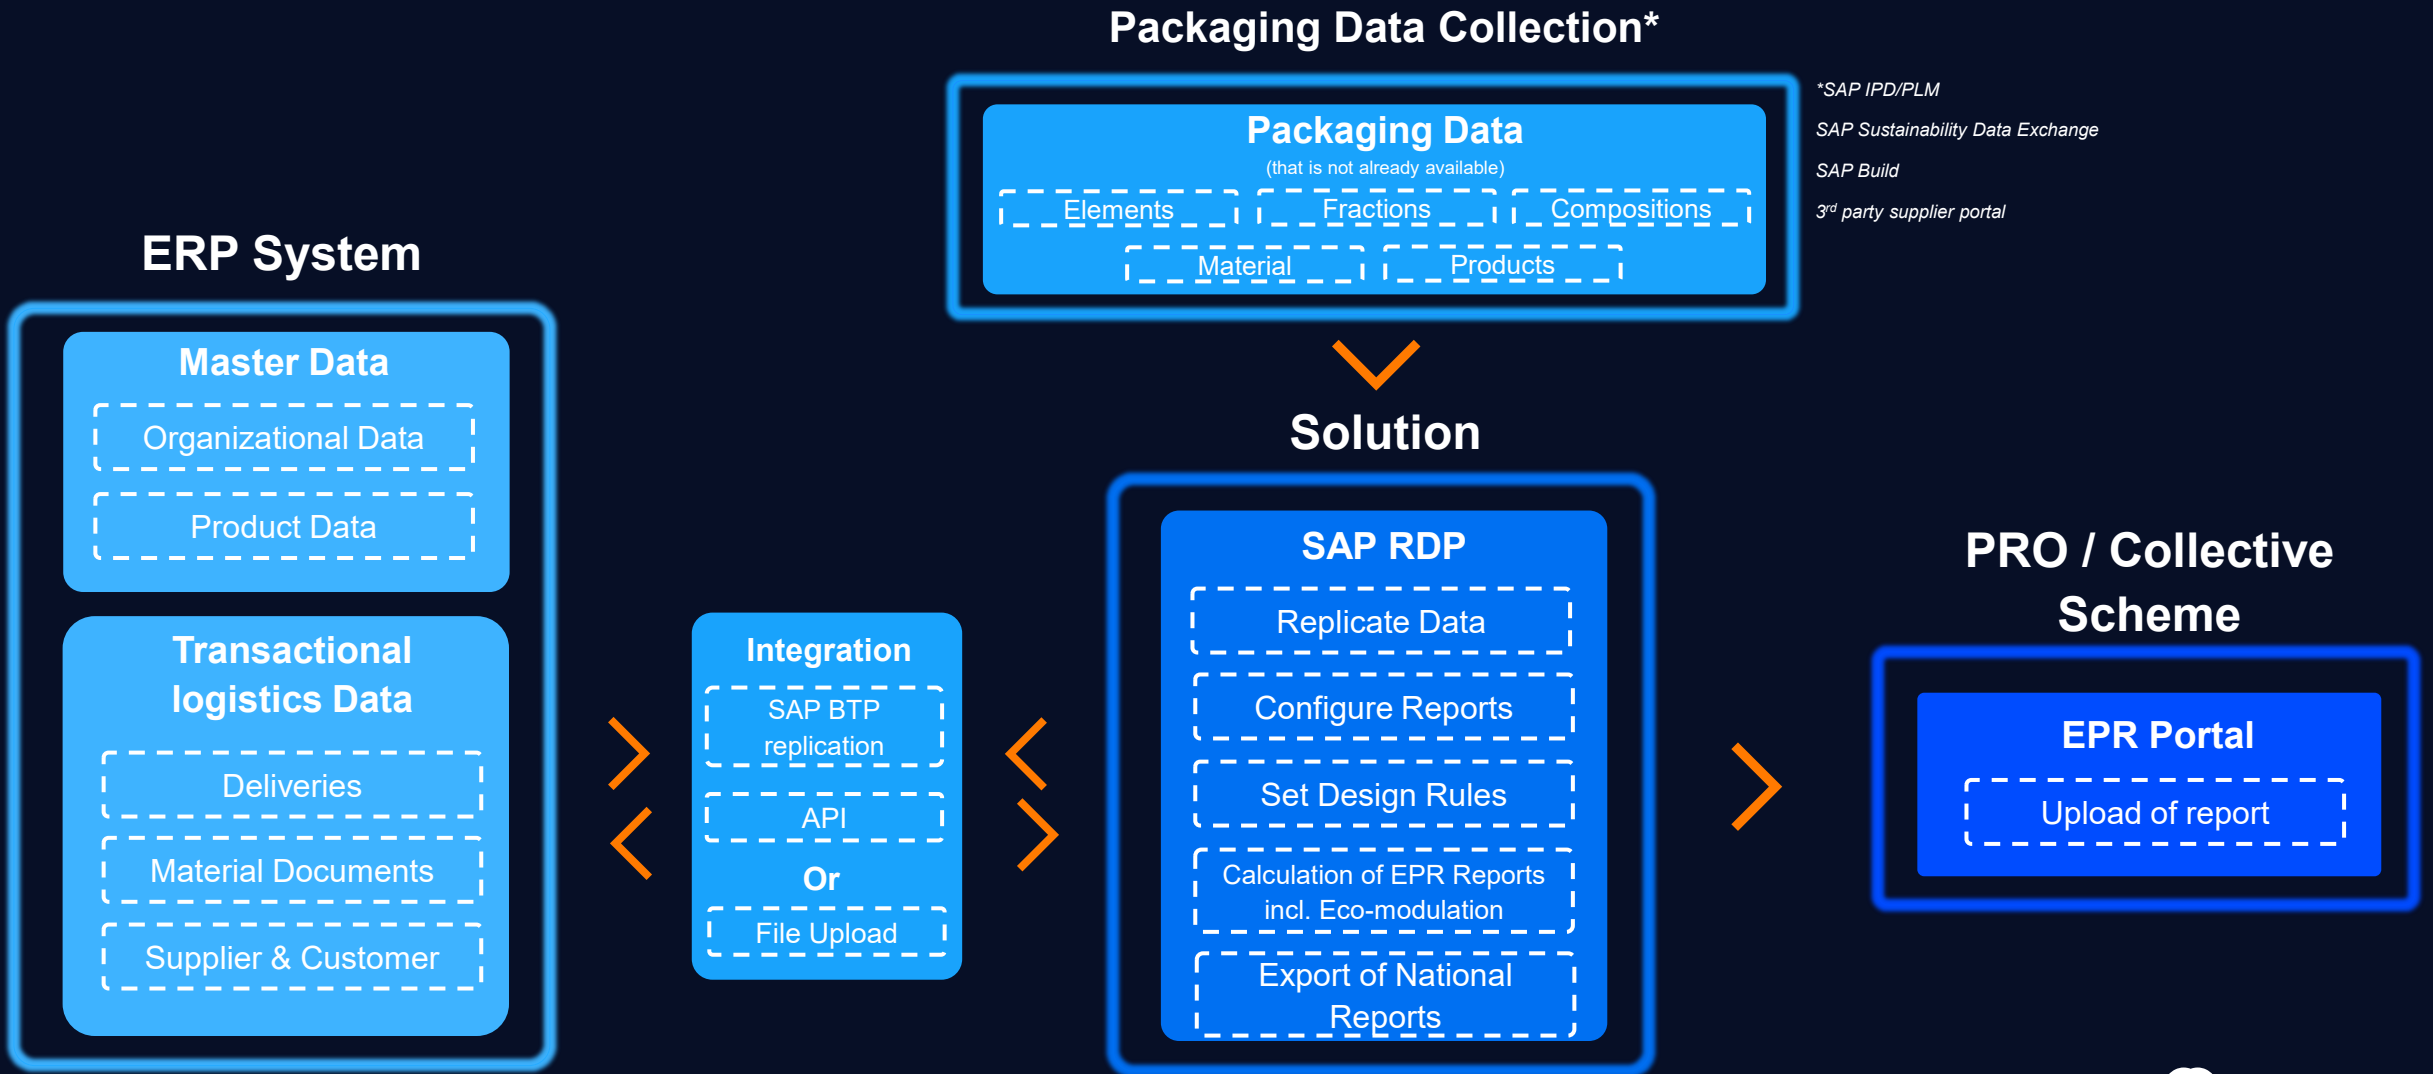 Packaging Data Collection*
Packaging Data
(that is not already available)
Elements
Fractions
Compositions
Material
Products
*SAP IPD/PLM
SAP Sustainability Data Exchange
SAP Build
3rd party supplier portal
ERP System
Master Data
Organizational Data
Product Data
Transactional
logistics Data
Deliveries
Material Documents
Supplier & Customer
Integration
SAP BTP
replication
API
Or
File Upload
Solution
SAP RDP
Replicate Data
Configure Reports
Set Design Rules
Calculation of EPR Reports
incl. Eco-modulation
Export of National
Reports
PRO / Collective
Scheme
EPR Portal
Upload of report